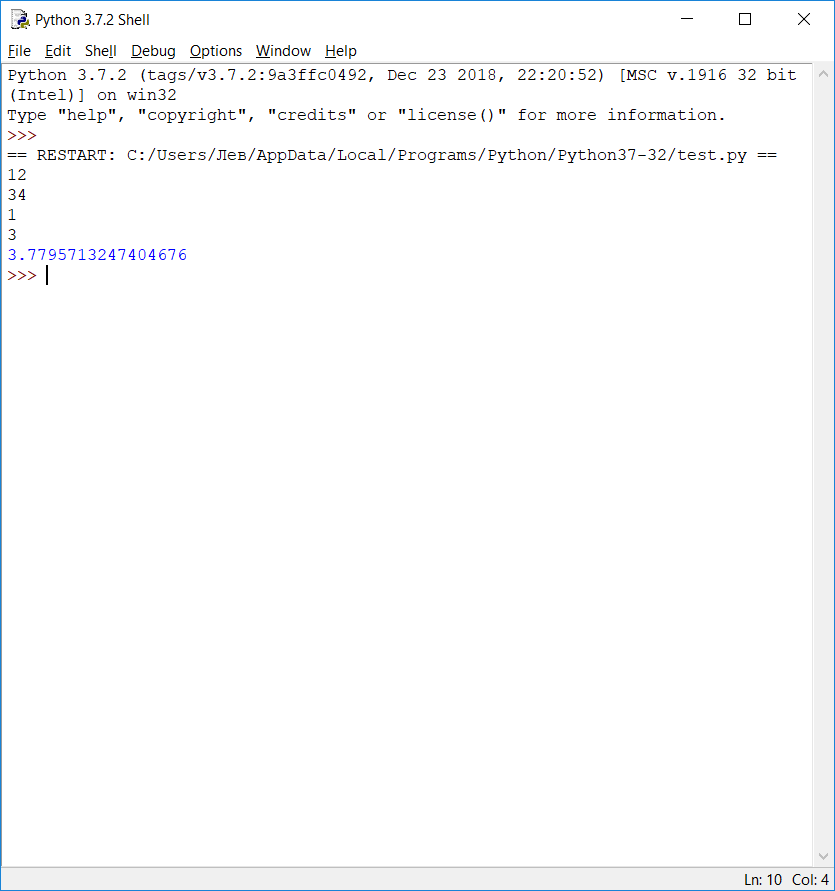 Python 3.7.2 Shell
File Edit Shell Debug Options Window Help
Python 3.7.2 (tags/v3.7.2:9a3ffc0492, Dec 23 2018, 22:20:52) [MSC v.1916 32 bit
(Intel)] on win32
Type "help", "copyright", "credits" or "license()" for more information.
>>>
== RESTART: C:/Users/Лев/AppData/Local/Programs/Python/Python37-32/test.py ==
12
34
1
3
3.7795713247404676
>>>
Ln: 10 Col: 4